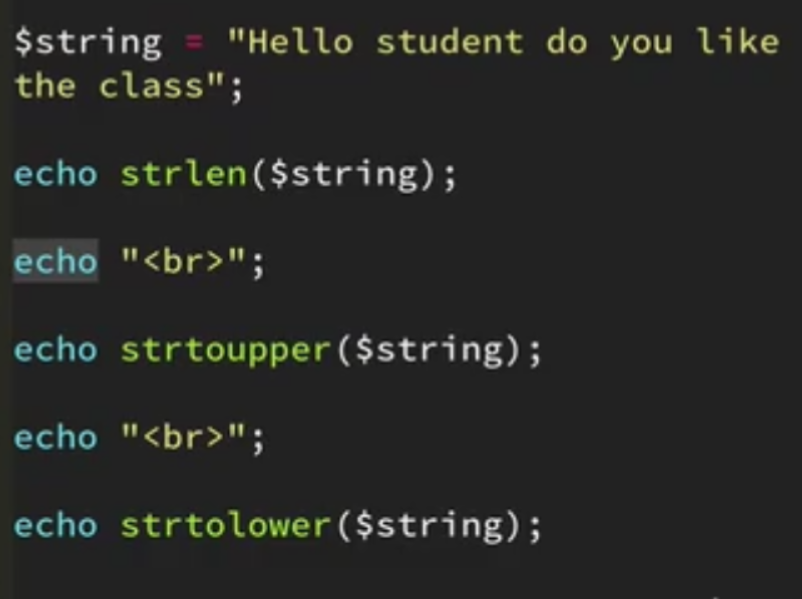 $string = "Hello student do you like
the class";
echo strlen($string);
echo "<br>";
echo strtoupper($string);
echo "<br>";
echo strtolower($string);